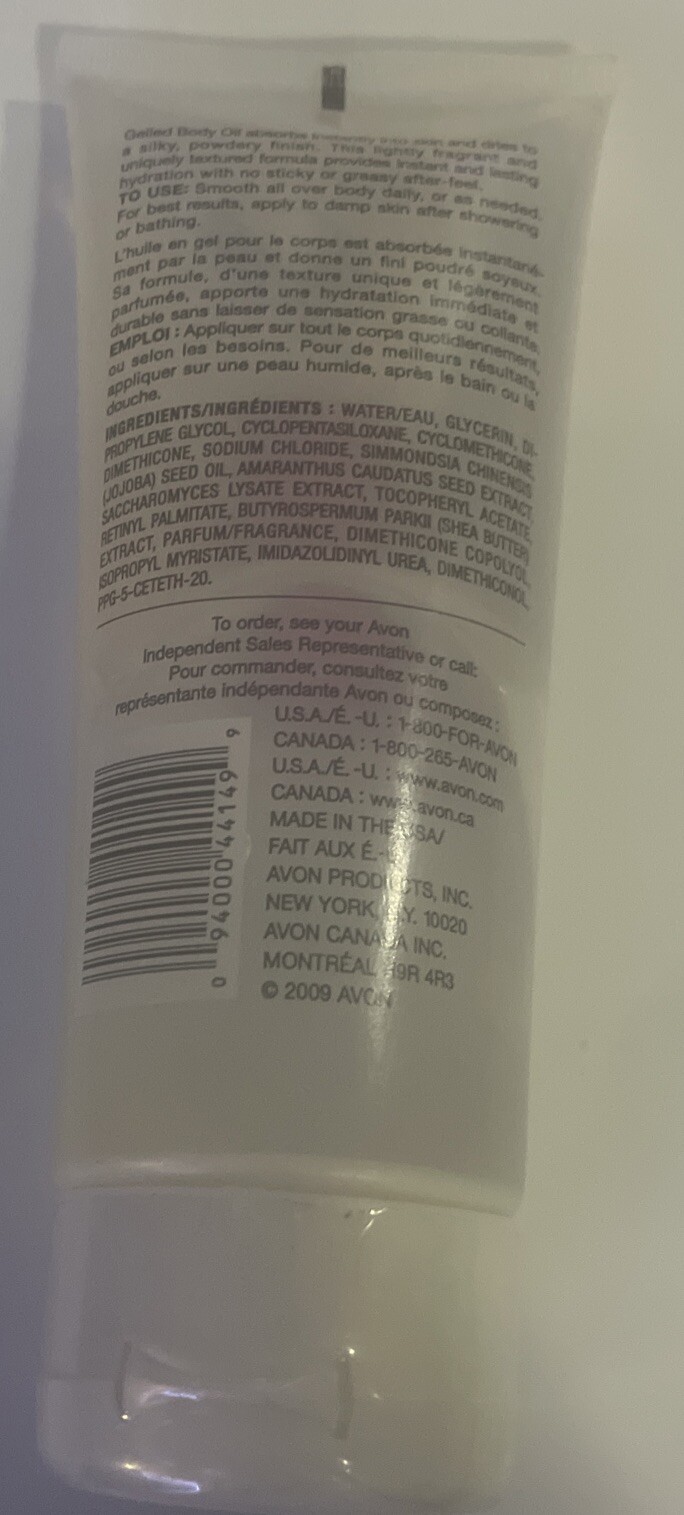 Gelled Body Oil absorbs instantly into skin and dries to
a silky, powdery finish. This lightly fragrant and
uniquely textured formula provides instant and lasting
hydration with no sticky or greasy after-feel.
TO USE: Smooth all over body daily, or as needed.
For best results, apply to damp skin after showering
or bathing.
L'huile en gel pour le corps est absorbée instantané-
ment par la peau et donne un fini poudré soyeux.
Sa formule, d'une texture unique et légèrement
parfumée, apporte une hydratation immédiate et
durable sans laisser de sensation grasse ou collante.
EMPLOI : Appliquer sur tout le corps quotidiennement,
ou selon les besoins. Pour de meilleurs résultats,
appliquer sur une peau humide, après le bain ou la
douche.
INGREDIENTS/INGRÉDIENTS : WATER/EAU, GLYCERIN, DI-
PROPYLENE GLYCOL, CYCLOPENTASILOXANE, CYCLOMETHICONE,
DIMETHICONE, SODIUM CHLORIDE, SIMMONDSIA CHINENSIS
(JOJOBA) SEED OIL, AMARANTHUS CAUDATUS SEED EXTRACT,
SACCHAROMYCES LYSATE EXTRACT, TOCOPHERYL ACETATE,
RETINYL PALMITATE, BUTYROSPERMUM PARKII (SHEA BUTTER)
EXTRACT, PARFUM/FRAGRANCE, DIMETHICONE COPOLYOL,
ISOPROPYL MYRISTATE, IMIDAZOLIDINYL UREA, DIMETHICONOL,
PPG-5-CETETH-20.
To order, see your Avon
Independent Sales Representative or call:
Pour commander, consultez votre
représentante indépendante Avon ou composez :
U.S.A./É.-U. : 1-800-FOR-AVON
CANADA : 1-800-265-AVON
U.S.A./É.-U. : www.avon.com
CANADA : www.avon.ca
MADE IN THE USA/
FAIT AUX É.-U.
AVON PRODUCTS, INC.
NEW YORK, N.Y. 10020
AVON CANADA INC.
MONTRÉAL H9R 4R3
© 2009 AVON
0 94000 44149 9